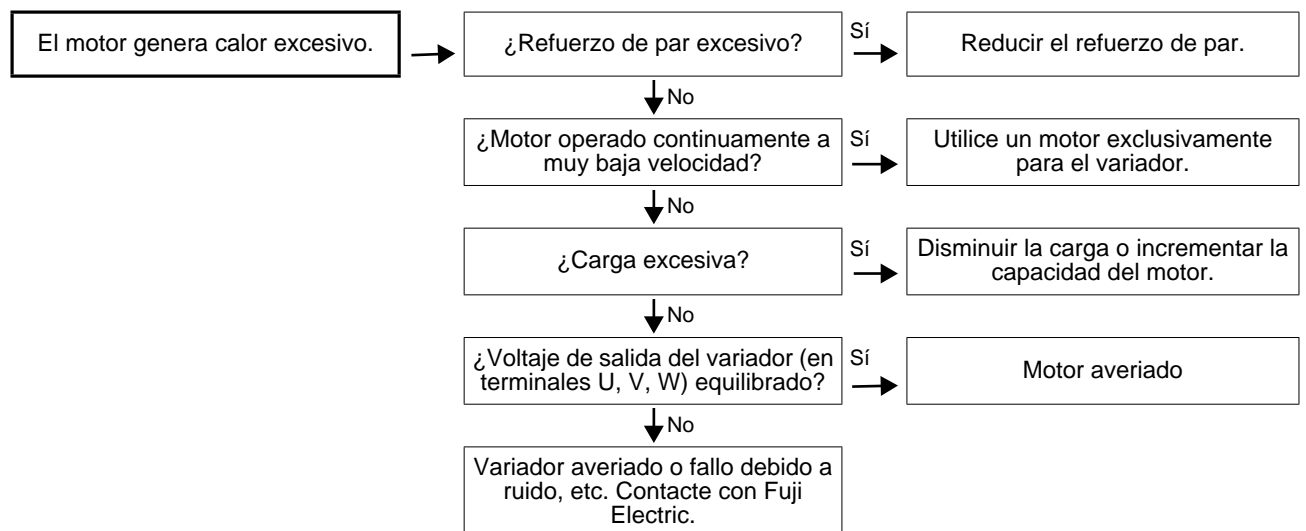 El motor genera calor excesivo.
¿Refuerzo de par excesivo?
Sí
Reducir el refuerzo de par.
No
¿Motor operado continuamente a
muy baja velocidad?
Sí
Utilice un motor exclusivamente
para el variador.
No
¿Carga excesiva?
Sí
Disminuir la carga o incrementar la
capacidad del motor.
No
¿Voltaje de salida del variador (en
terminales U, V, W) equilibrado?
Sí
Motor averiado
No
Variador averiado o fallo debido a
ruido, etc. Contacte con Fuji
Electric.